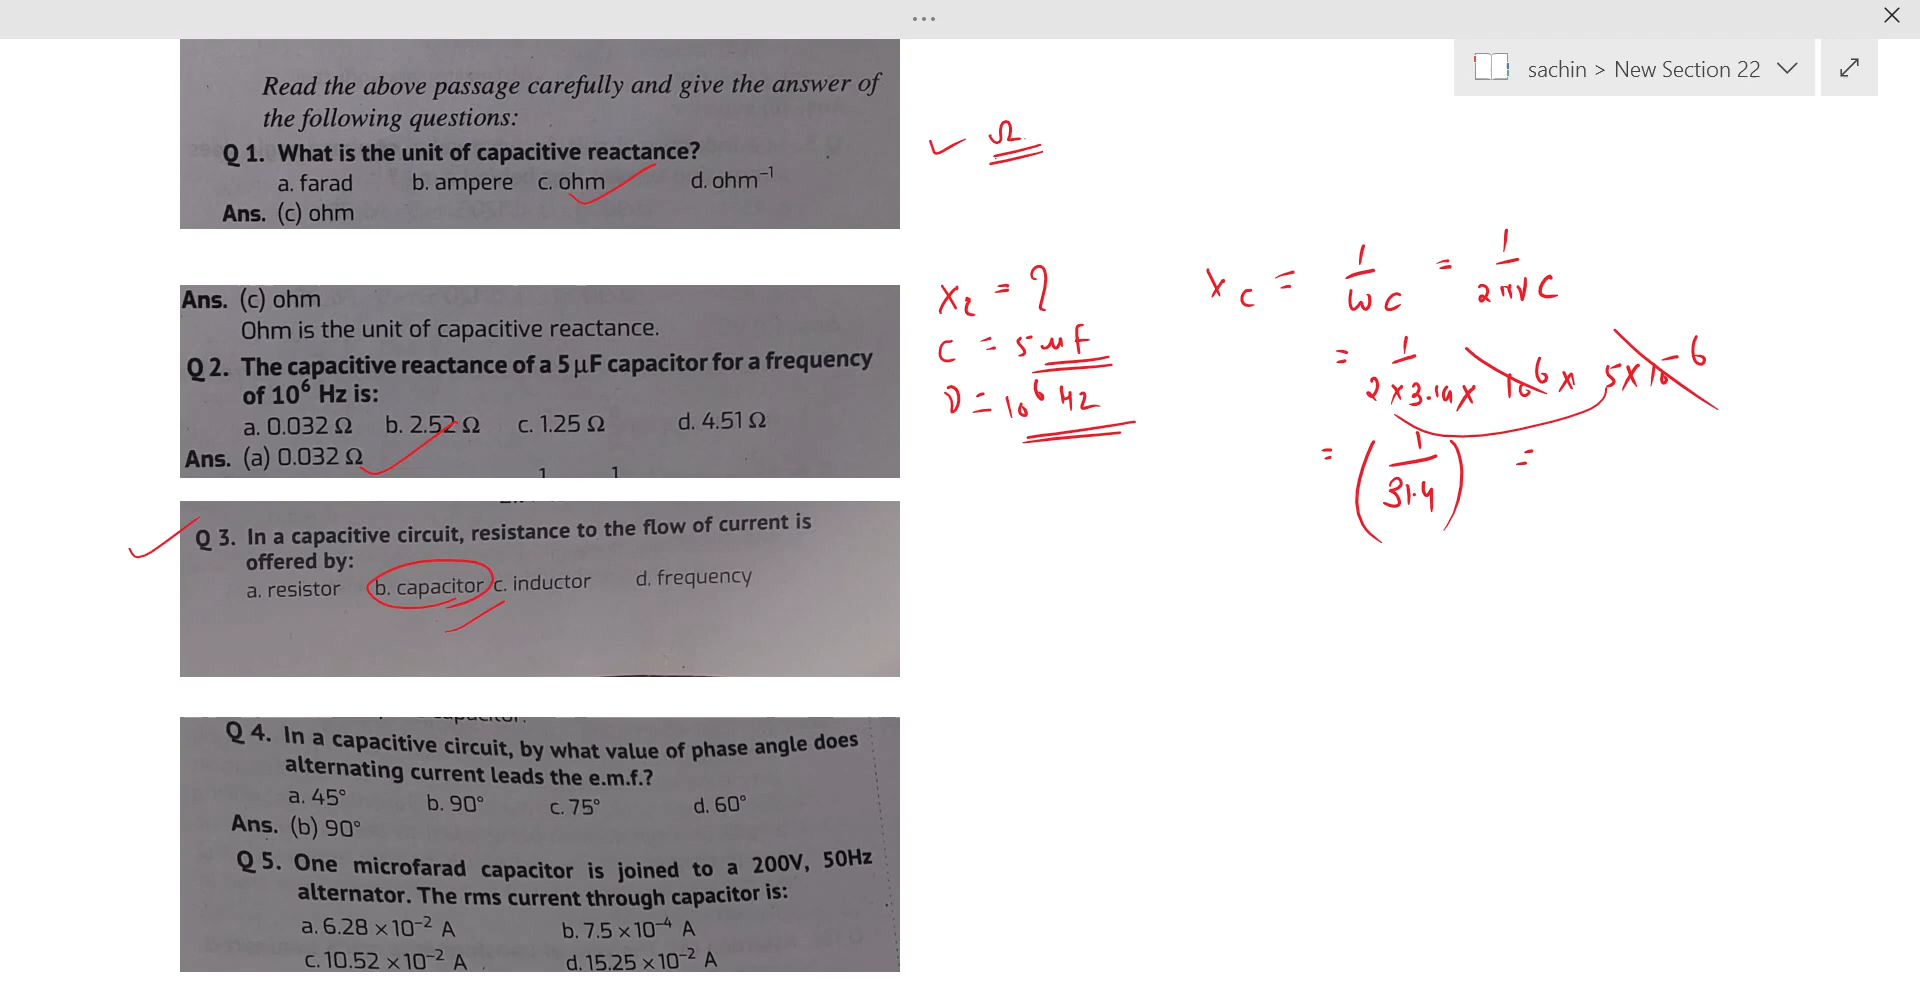 sachin > New Section 22
Read the above passage carefully and give the answer of
the following questions:
Q 1. What is the unit of capacitive reactance?
a. farad b. ampere c. ohm d. ohm⁻¹
Ans. (c) ohm
Ω
Ans. (c) ohm
Ohm is the unit of capacitive reactance.
Q 2. The capacitive reactance of a 5 μF capacitor for a frequency
of 10⁶ Hz is:
a. 0.032 Ω b. 2.52 Ω c. 1.25 Ω d. 4.51 Ω
Ans. (a) 0.032 Ω
1 1
Xc = ?
C = 5 μF
ν = 10⁶ Hz
Xc = 1/ωC = 1/2πνC
= 1/2 × 3.14 × 10⁶ × 5 × 10⁻⁶
= (1/31.4) =
Q 3. In a capacitive circuit, resistance to the flow of current is
offered by:
a. resistor b. capacitor c. inductor d. frequency
Q 4. In a capacitive circuit, by what value of phase angle does
alternating current leads the e.m.f.?
a. 45° b. 90° c. 75° d. 60°
Ans. (b) 90°
Q 5. One microfarad capacitor is joined to a 200V, 50Hz
alternator. The rms current through capacitor is:
a. 6.28 × 10⁻² A b. 7.5 × 10⁻⁴ A
c. 10.52 × 10⁻² A d. 15.25 × 10⁻² A